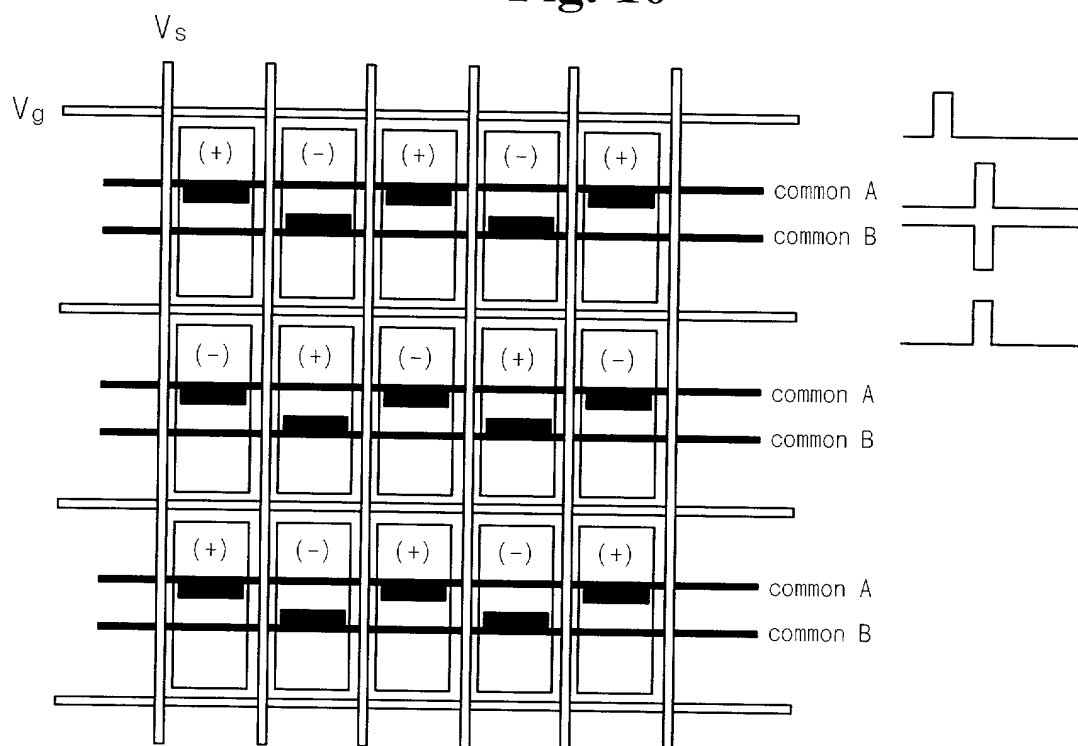 Vs
Vg
(+) (-) (+) (-) (+)
common A
common B
(-) (+) (-) (+) (-)
common A
common B
(+) (-) (+) (-) (+)
common A
common B